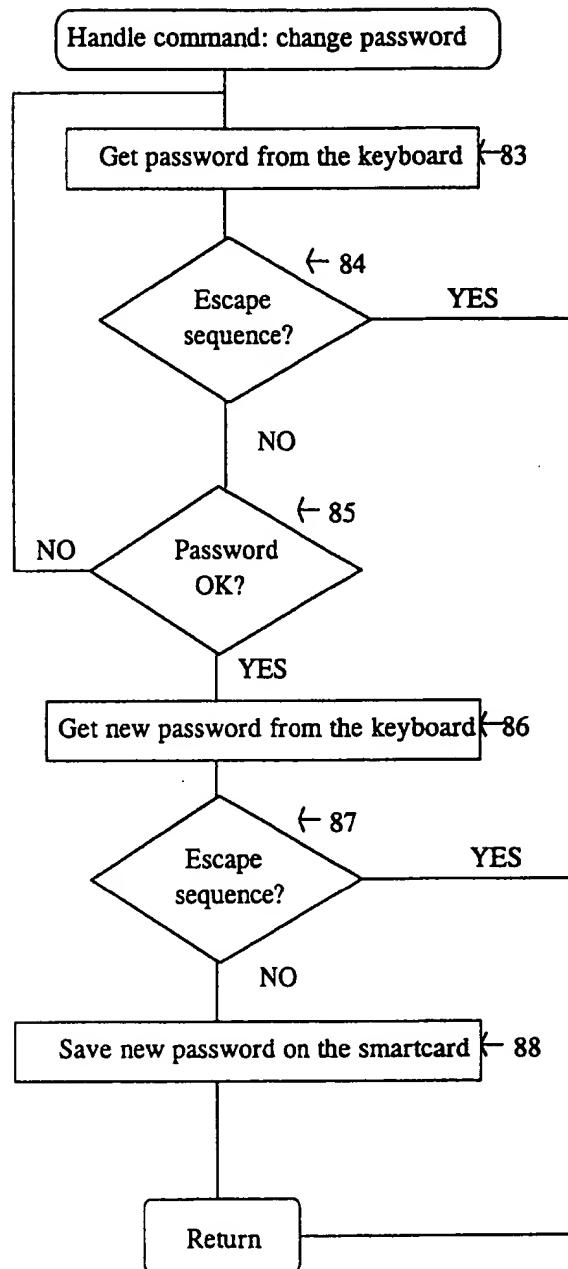 Handle command: change password
Get password from the keyboard
83
84
Escape
sequence?
YES
NO
85
NO
Password
OK?
YES
Get new password from the keyboard
86
87
Escape
sequence?
YES
NO
Save new password on the smartcard
88
Return